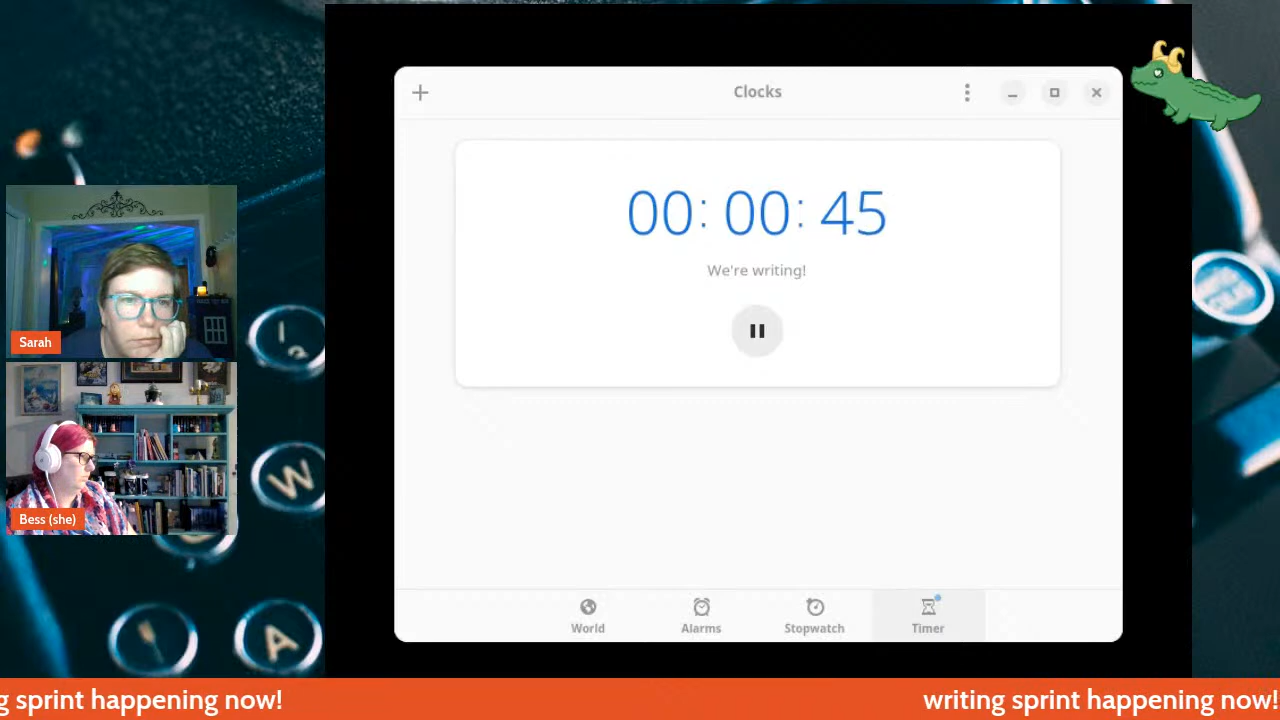 Clocks
00: 00: 45
We're writing!
World
Alarms
Stopwatch
Timer
Sarah
Bess (she)
I
W
A
g sprint happening now!
writing sprint happening now!